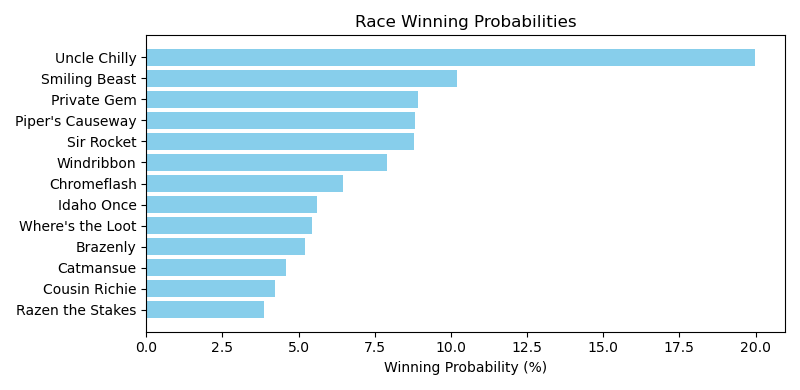 Race Winning Probabilities
Uncle Chilly
Smiling Beast
Private Gem
Piper's Causeway
Sir Rocket
Windribbon
Chromeflash
Idaho Once
Where's the Loot
Brazenly
Catmansue
Cousin Richie
Razen the Stakes
0.0 2.5 5.0 7.5 10.0 12.5 15.0 17.5 20.0
Winning Probability (%)